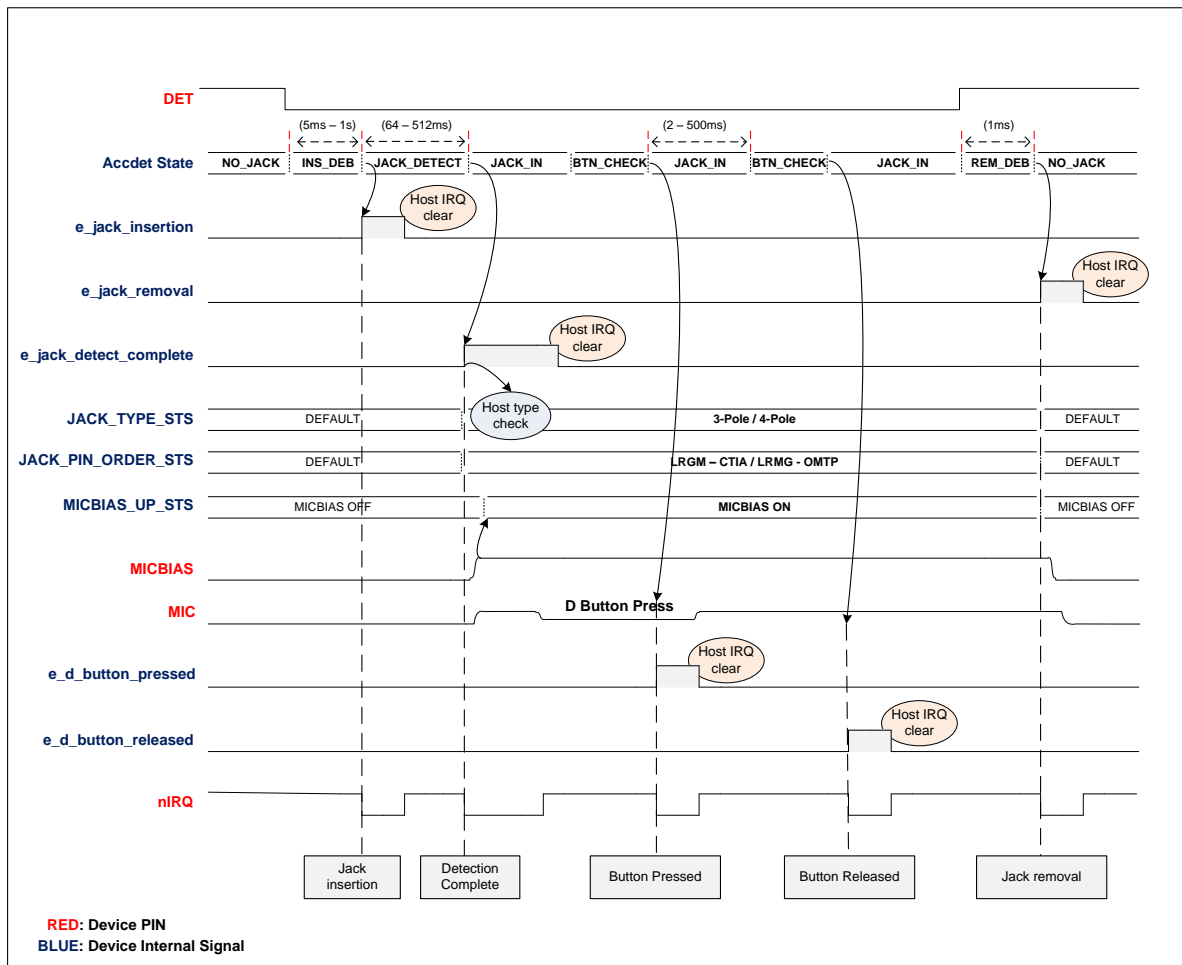 DET
(5ms – 1s)
(64 – 512ms)
(2 – 500ms)
(1ms)
Accdet State
NO_JACK
INS_DEB
JACK_DETECT
JACK_IN
BTN_CHECK
JACK_IN
BTN_CHECK
JACK_IN
REM_DEB
NO_JACK
e_jack_insertion
Host IRQ
clear
e_jack_removal
Host IRQ
clear
e_jack_detect_complete
Host IRQ
clear
Host type
check
JACK_TYPE_STS
DEFAULT
3-Pole / 4-Pole
DEFAULT
JACK_PIN_ORDER_STS
DEFAULT
LRGM – CTIA / LRMG - OMTP
DEFAULT
MICBIAS_UP_STS
MICBIAS OFF
MICBIAS ON
MICBIAS OFF
MICBIAS
MIC
D Button Press
e_d_button_pressed
Host IRQ
clear
e_d_button_released
Host IRQ
clear
nIRQ
Jack
insertion
Detection
Complete
Button Pressed
Button Released
Jack removal
RED: Device PIN
BLUE: Device Internal Signal